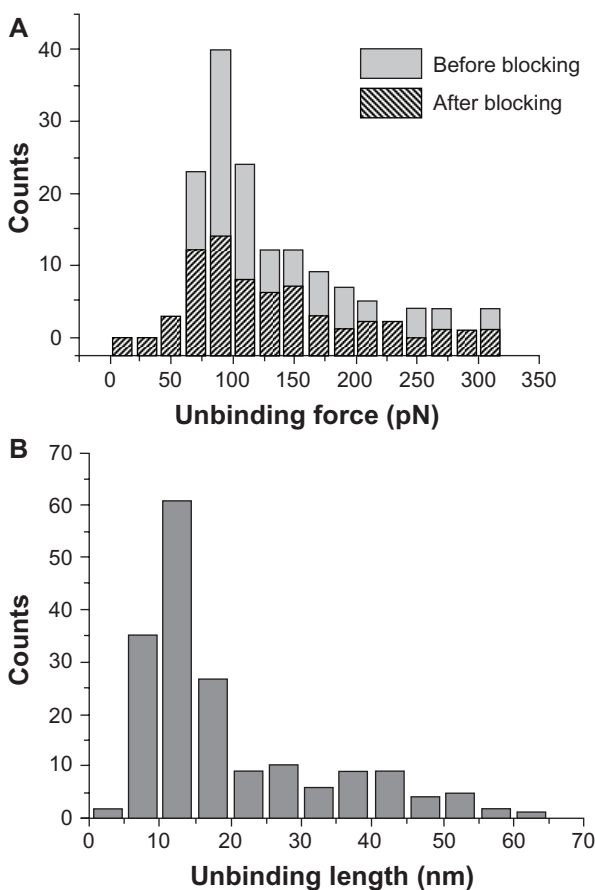 A
40
30
20
10
0
Counts
Before blocking
After blocking
0 50 100 150 200 250 300 350
Unbinding force (pN)
B
70
60
50
40
30
20
10
0
Counts
0 10 20 30 40 50 60 70
Unbinding length (nm)